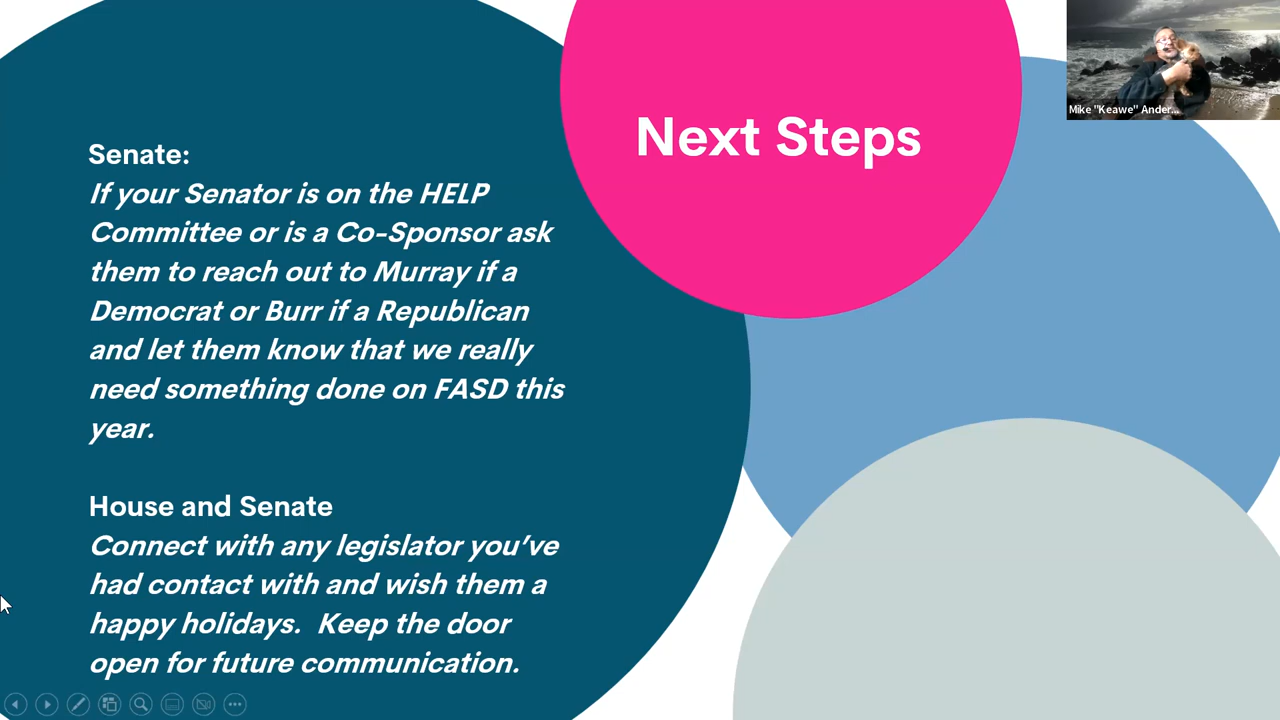 Next Steps
Mike "Keawe" Ander...
Senate:
If your Senator is on the HELP
Committee or is a Co-Sponsor ask
them to reach out to Murray if a
Democrat or Burr if a Republican
and let them know that we really
need something done on FASD this
year.
House and Senate
Connect with any legislator you've
had contact with and wish them a
happy holidays.  Keep the door
open for future communication.